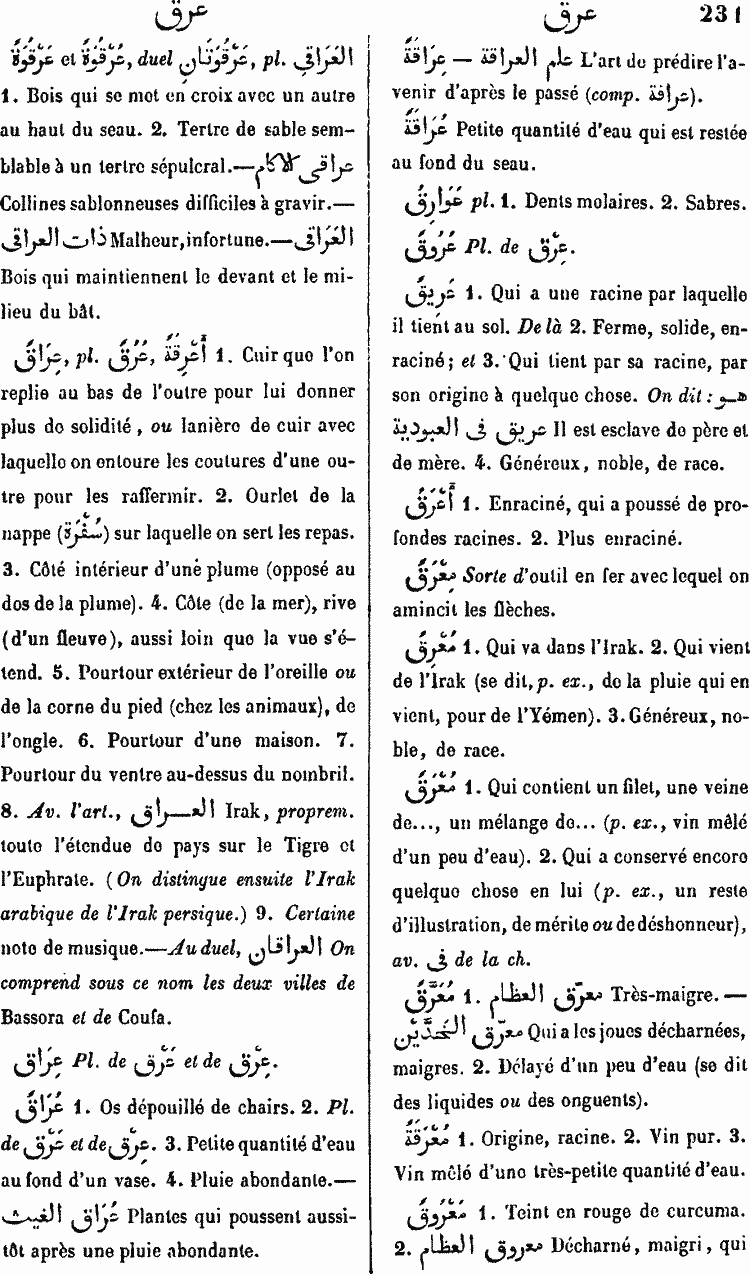 عرق
عرق
231
عَرْقُوَةٌ et عُرْقُوَةٌ, duel عَرْقُوَتَانِ, pl. العَرَاقِي
1. Bois qui se met en croix avec un autre
au haut du seau. 2. Tertre de sable sem-
blable à un tertre sépulcral.—عراقى الاكام
Collines sablonneuses difficiles à gravir.—
ذات العراقى Malheur, infortune.—العَرَاقى
Bois qui maintiennent le devant et le mi-
lieu du bât.
عِرَاقٌ, pl. عُرُقٌ, أَعْرِقَةٌ 1. Cuir que l'on
replie au bas de l'outre pour lui donner
plus de solidité, ou lanière de cuir avec
laquelle on entoure les coutures d'une ou-
tre pour les raffermir. 2. Ourlet de la
nappe (سُفْرَة) sur laquelle on sert les repas.
3. Côté intérieur d'une plume (opposé au
dos de la plume). 4. Côte (de la mer), rive
(d'un fleuve), aussi loin que la vue s'é-
tend. 5. Pourtour extérieur de l'oreille ou
de la corne du pied (chez les animaux), de
l'ongle. 6. Pourtour d'une maison. 7.
Pourtour du ventre au-dessus du nombril.
8. Av. l'art., العـراق Irak, proprem.
toute l'étendue de pays sur le Tigre et
l'Euphrate. (On distingue ensuite l'Irak
arabique de l'Irak persique.) 9. Certaine
note de musique.—Au duel, العراقان On
comprend sous ce nom les deux villes de
Bassora et de Coufa.
عِرَاق Pl. de عَرْق et de عِرْق.
عُرَاقٌ 1. Os dépouillé de chairs. 2. Pl.
de عَرْق et de عِرْق. 3. Petite quantité d'eau
au fond d'un vase. 4. Pluie abondante.—
عُرَاق الغيث Plantes qui poussent aussi-
tôt après une pluie abondante.
عِرَاقَةٌ — علم العراقة L'art de prédire l'a-
venir d'après le passé (comp. عرافة).
عُرَاقَةٌ Petite quantité d'eau qui est restée
au fond du seau.
عَوَارِقُ pl. 1. Dents molaires. 2. Sabres.
عُرُوقٌ Pl. de عِرْق.
عَرِيقٌ 1. Qui a une racine par laquelle
il tient au sol. De là 2. Ferme, solide, en-
raciné; et 3. Qui tient par sa racine, par
son origine à quelque chose. On dit : هو
عريق فى العبودية Il est esclave de père et
de mère. 4. Généreux, noble, de race.
أَعْرَقُ 1. Enraciné, qui a poussé de pro-
fondes racines. 2. Plus enraciné.
مِعْرَقٌ Sorte d'outil en fer avec lequel on
amincit les flèches.
مُعْرِقٌ 1. Qui va dans l'Irak. 2. Qui vient
de l'Irak (se dit, p. ex., de la pluie qui en
vient, pour de l'Yémen). 3. Généreux, no-
ble, de race.
مُعْرَقٌ 1. Qui contient un filet, une veine
de..., un mélange de... (p. ex., vin mêlé
d'un peu d'eau). 2. Qui a conservé encore
quelque chose en lui (p. ex., un reste
d'illustration, de mérite ou de déshonneur),
av. فى de la ch.
مُعَرَّقٌ 1. معرّق العظام Très-maigre. —
معرّق الخَدَّيْن Qui a les joues décharnées,
maigres. 2. Délayé d'un peu d'eau (se dit
des liquides ou des onguents).
مُعْرَقَةٌ 1. Origine, racine. 2. Vin pur. 3.
Vin mêlé d'une très-petite quantité d'eau.
مَعْرُوقٌ 1. Teint en rouge de curcuma.
2. معروق العظام Décharné, maigri, qui